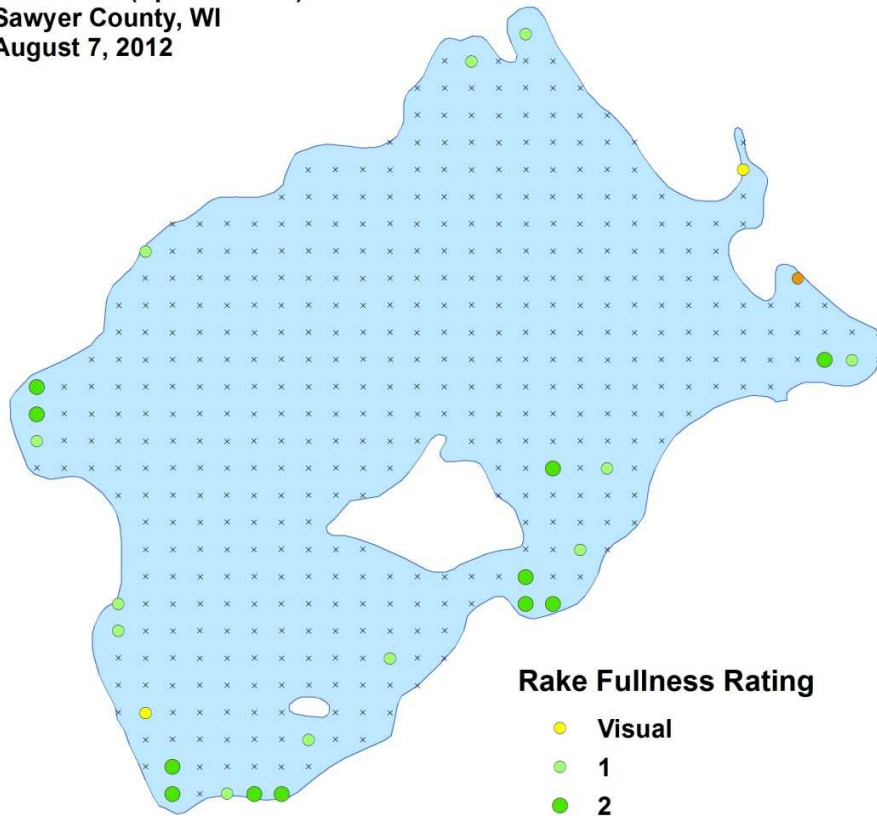 Sawyer County, WI
August 7, 2012
Rake Fullness Rating
Visual
1
2